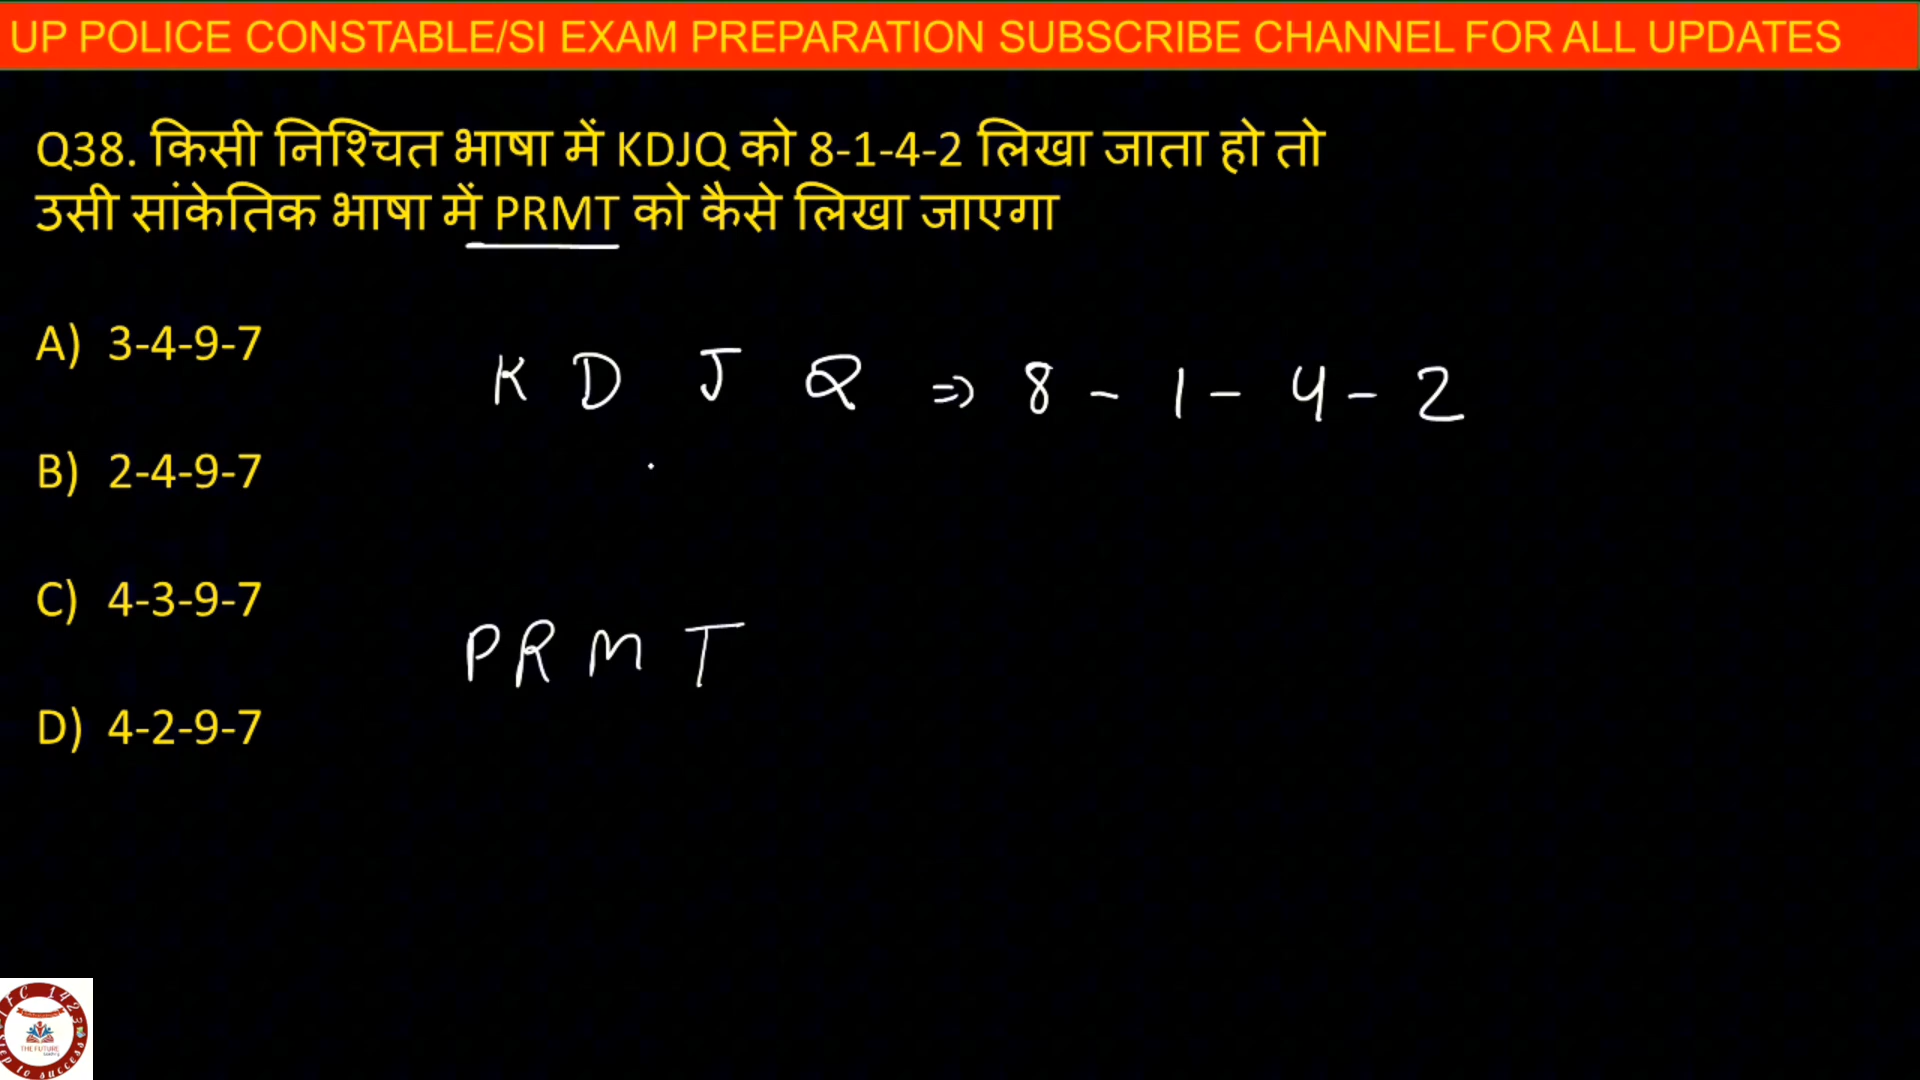 UP POLICE CONSTABLE/SI EXAM PREPARATION SUBSCRIBE CHANNEL FOR ALL UPDATES
Q38. किसी निश्चित भाषा में KDJQ को 8-1-4-2 लिखा जाता हो तो
उसी सांकेतिक भाषा में PRMT को कैसे लिखा जाएगा
A) 3-4-9-7
K D J Q ⇒ 8 - 1 - 4 - 2
B) 2-4-9-7
C) 4-3-9-7
P R M T
D) 4-2-9-7
THE FUTURE